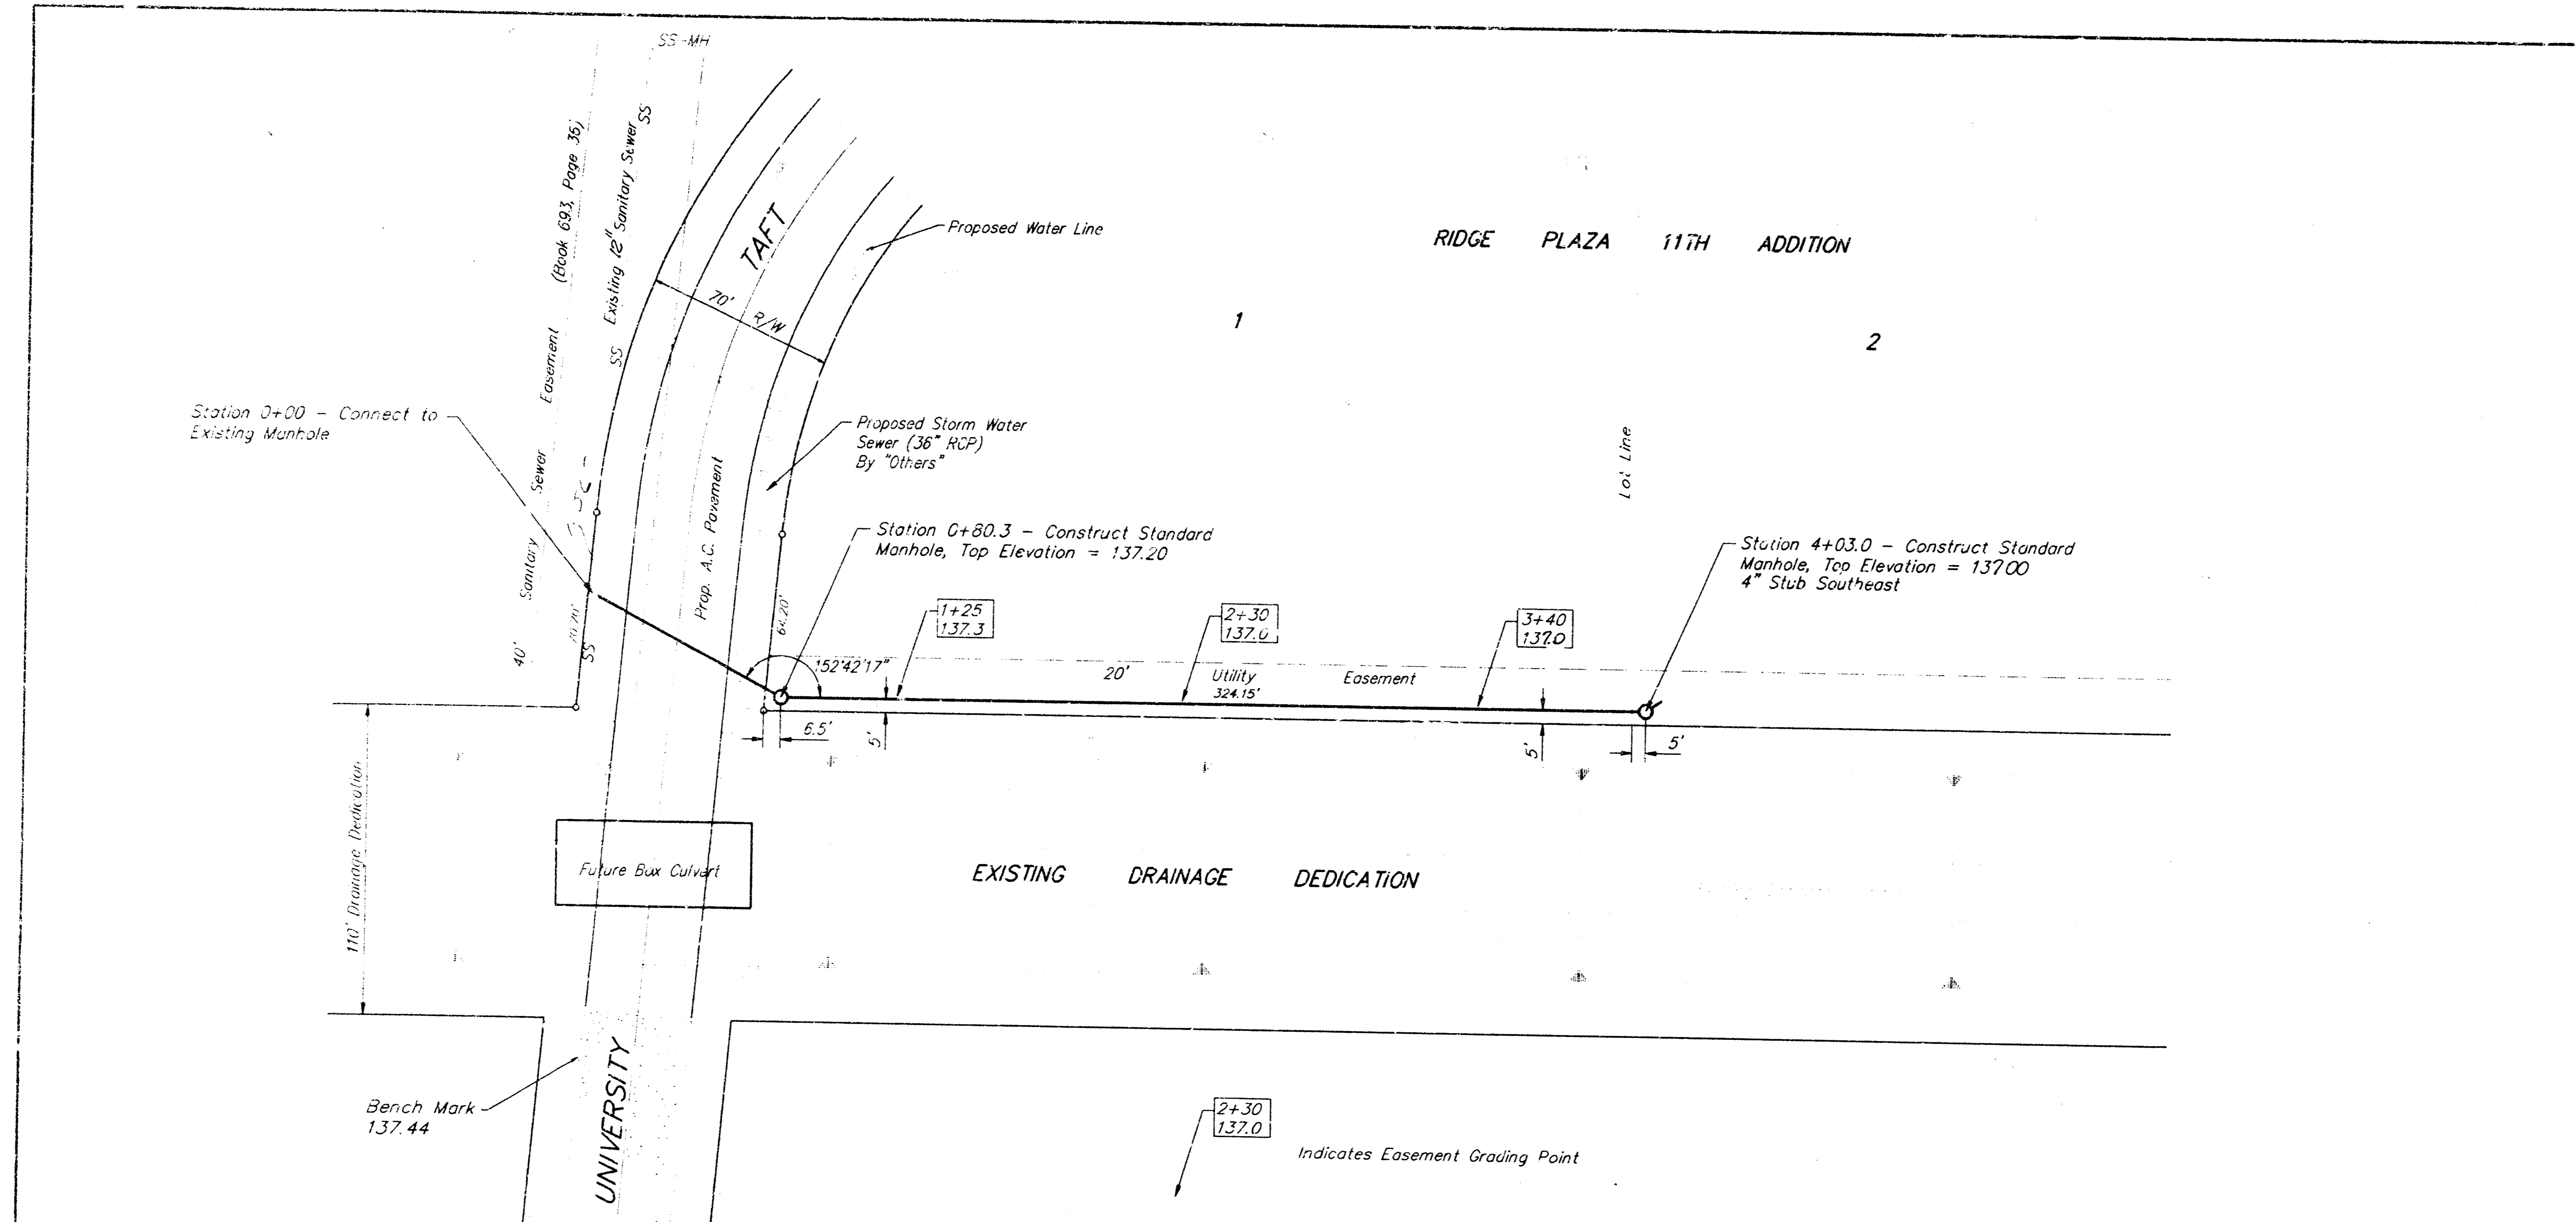 SS-MH
Sanitary Sewer Easement (Book 693, Page 35)
SS Existing 12" Sanitary Sewer SS
TAFT
Proposed Water Line
RIDGE PLAZA 11TH ADDITION
70' R/W
1
2
Station 0+00 - Connect to
Existing Manhole
Proposed Storm Water
Sewer (36" RCP)
By "Others"
Prop. A.C. Pavement
Lot Line
Station 0+80.3 - Construct Standard
Manhole, Top Elevation = 137.20
Station 4+03.0 - Construct Standard
Manhole, Top Elevation = 137.00
4" Stub Southeast
1+25
137.3
2+30
137.0
3+40
137.0
40'
SS
64.20'
152°42'17"
20' Utility Easement
324.15'
6.5'
5'
5'
5'
110' Drainage Dedication
Future Box Culvert
EXISTING DRAINAGE DEDICATION
UNIVERSITY
Bench Mark
137.44
2+30
137.0
Indicates Easement Grading Point